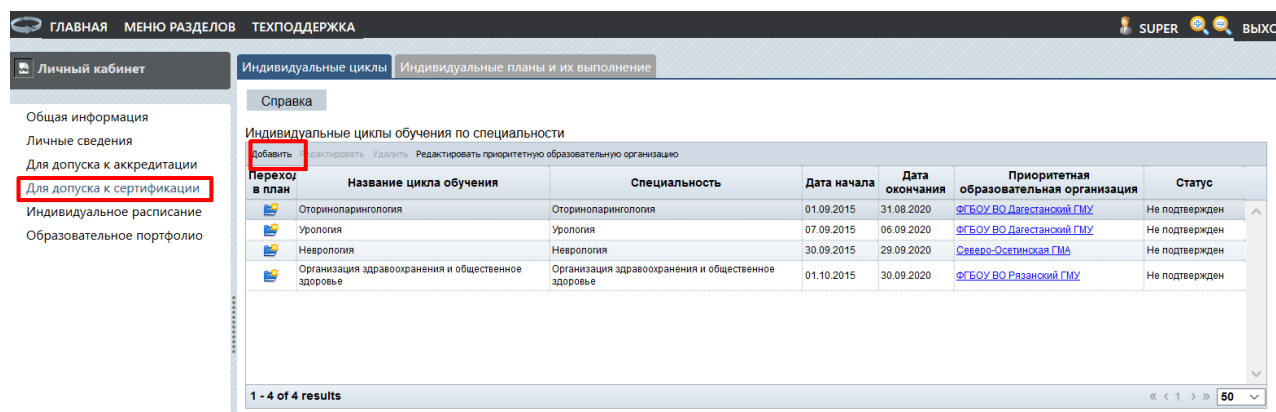 ГЛАВНАЯ МЕНЮ РАЗДЕЛОВ ТЕХПОДДЕРЖКА SUPER ВЫХО
Личный кабинет
Общая информация
Личные сведения
Для допуска к аккредитации
Для допуска к сертификации
Индивидуальное расписание
Образовательное портфолио
Индивидуальные циклы Индивидуальные планы и их выполнение
Справка
Индивидуальные циклы обучения по специальности
Добавить Редактировать Удалить Редактировать приоритетную образовательную организацию
Переход в план Название цикла обучения Специальность Дата начала Дата окончания Приоритетная образовательная организация Статус
Оториноларингология Оториноларингология 01.09.2015 31.08.2020 ФГБОУ ВО Дагестанский ГМУ Не подтвержден
Урология Урология 07.09.2015 06.09.2020 ФГБОУ ВО Дагестанский ГМУ Не подтвержден
Неврология Неврология 30.09.2015 29.09.2020 Северо-Осетинская ГМА Не подтвержден
Организация здравоохранения и общественное здоровье Организация здравоохранения и общественное здоровье 01.10.2015 30.09.2020 ФГБОУ ВО Рязанский ГМУ Не подтвержден
1 - 4 of 4 results « ‹ 1 › » 50